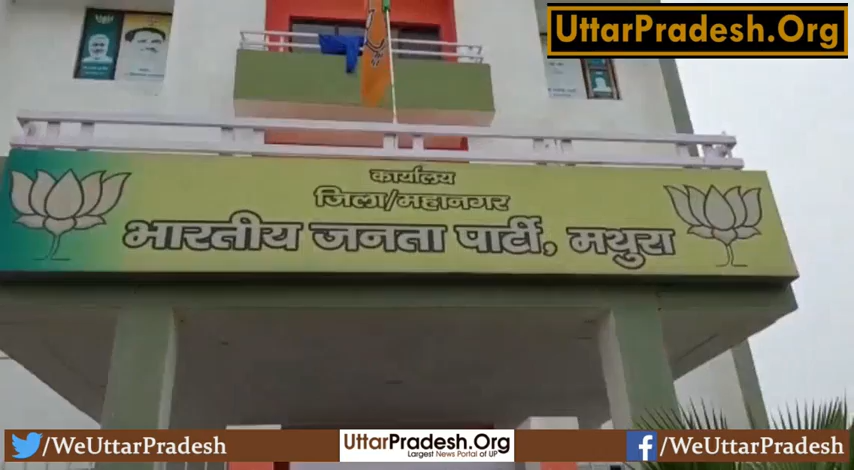 UttarPradesh.Org
कार्यालय
जिला/महानगर
भारतीय जनता पार्टी, मथुरा
/WeUttarPradesh
UttarPradesh.Org
Largest News Portal of UP
/WeUttarPradesh